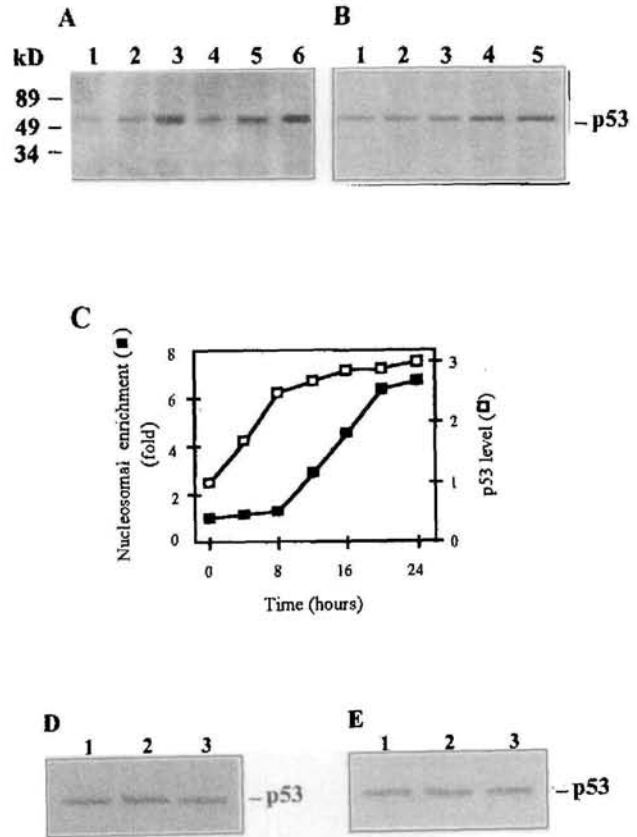 A
B
kD 1 2 3 4 5 6
1 2 3 4 5
89 –
49 –
34 –
– p53
C
Nucleosomal enrichment (■)
(fold)
8
6
4
2
0
3
2
1
0
p53 level (□)
0 8 16 24
Time (hours)
D
1 2 3
– p53
E
1 2 3
– p53